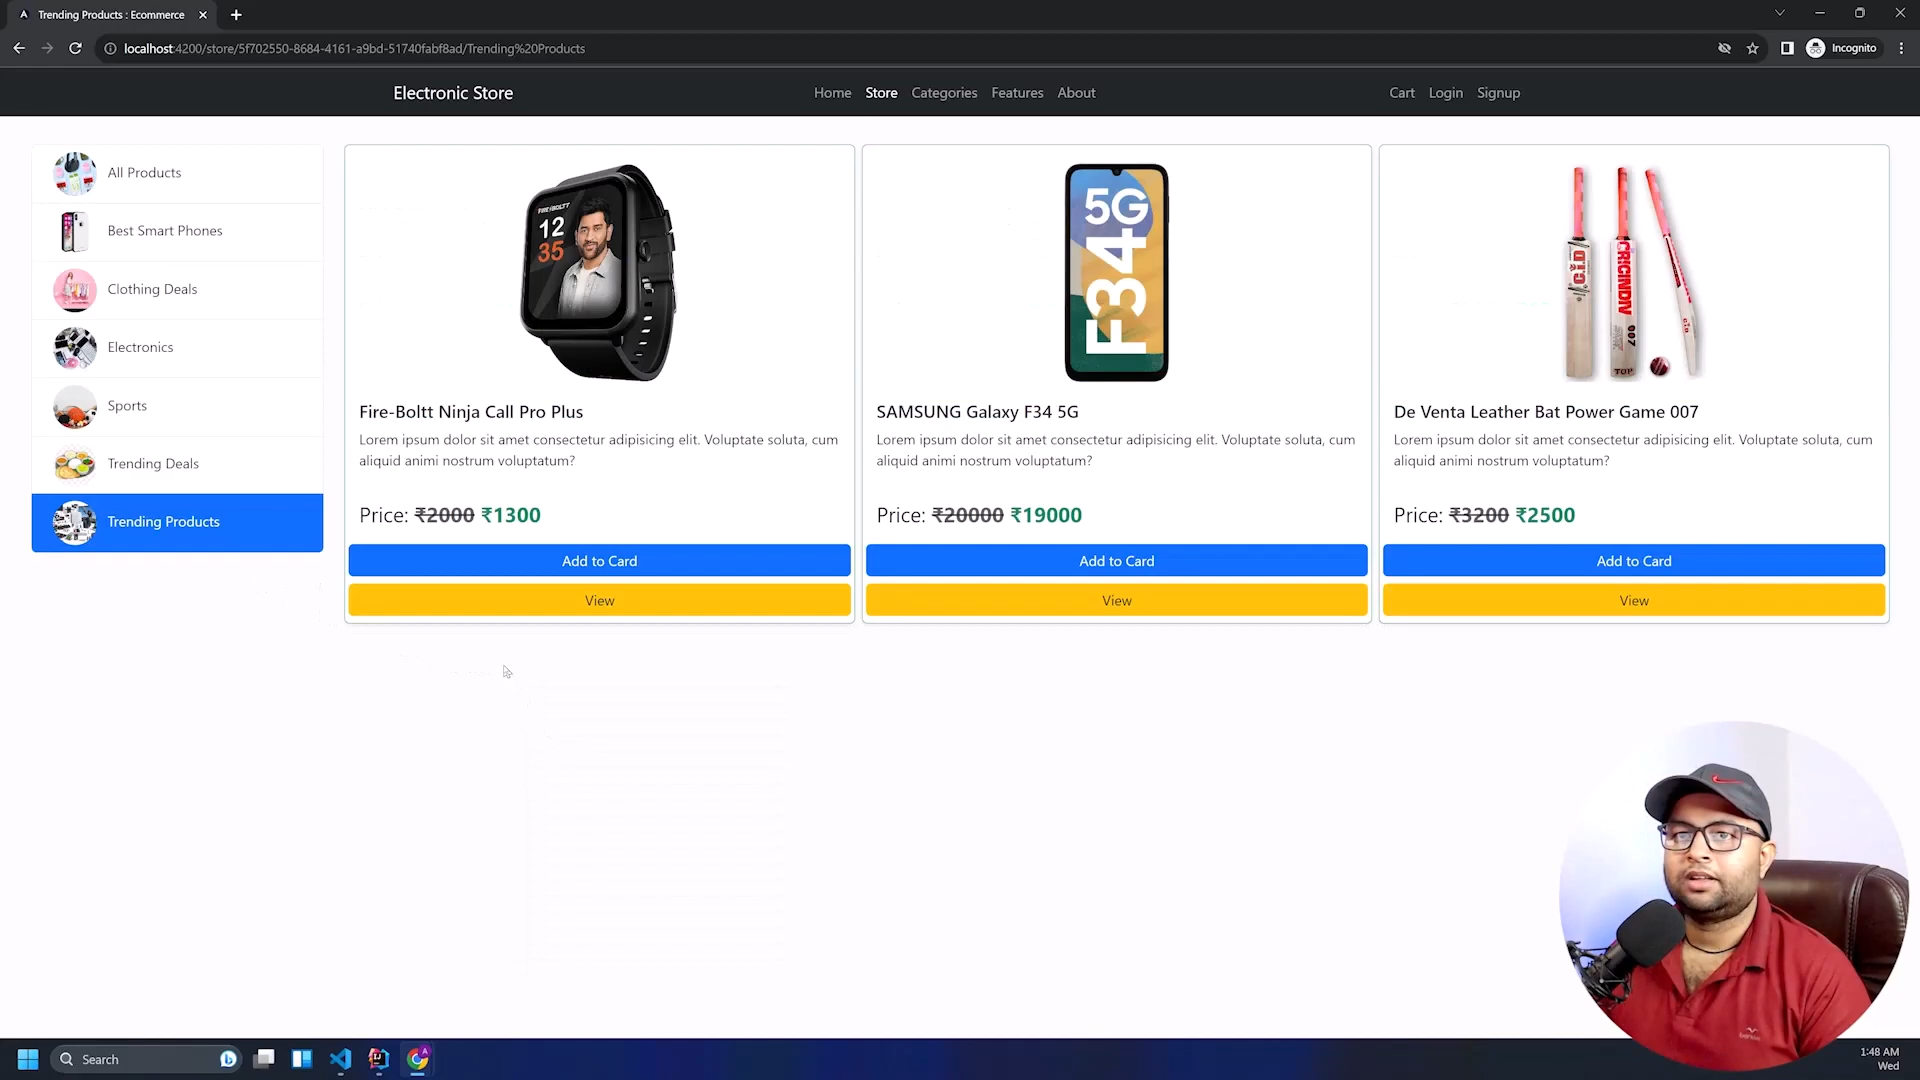 Trending Products : Ecommerce
localhost:4200/store/5f702550-8684-4161-a9bd-51740fabf8ad/Trending%20Products
Incognito
Electronic Store
Home Store Categories Features About
Cart Login Signup
All Products
Best Smart Phones
Clothing Deals
Electronics
Sports
Trending Deals
Trending Products
FIRE-BOLTT
12
35
Fire-Boltt Ninja Call Pro Plus
Lorem ipsum dolor sit amet consectetur adipisicing elit. Voluptate soluta, cum
aliquid animi nostrum voluptatum?
Price: ₹2000 ₹1300
Add to Card
View
5G
F34
SAMSUNG Galaxy F34 5G
Lorem ipsum dolor sit amet consectetur adipisicing elit. Voluptate soluta, cum
aliquid animi nostrum voluptatum?
Price: ₹20000 ₹19000
Add to Card
View
007
TOP
De Venta Leather Bat Power Game 007
Lorem ipsum dolor sit amet consectetur adipisicing elit. Voluptate soluta, cum
aliquid animi nostrum voluptatum?
Price: ₹3200 ₹2500
Add to Card
View
Search
1:48 AM
Wed